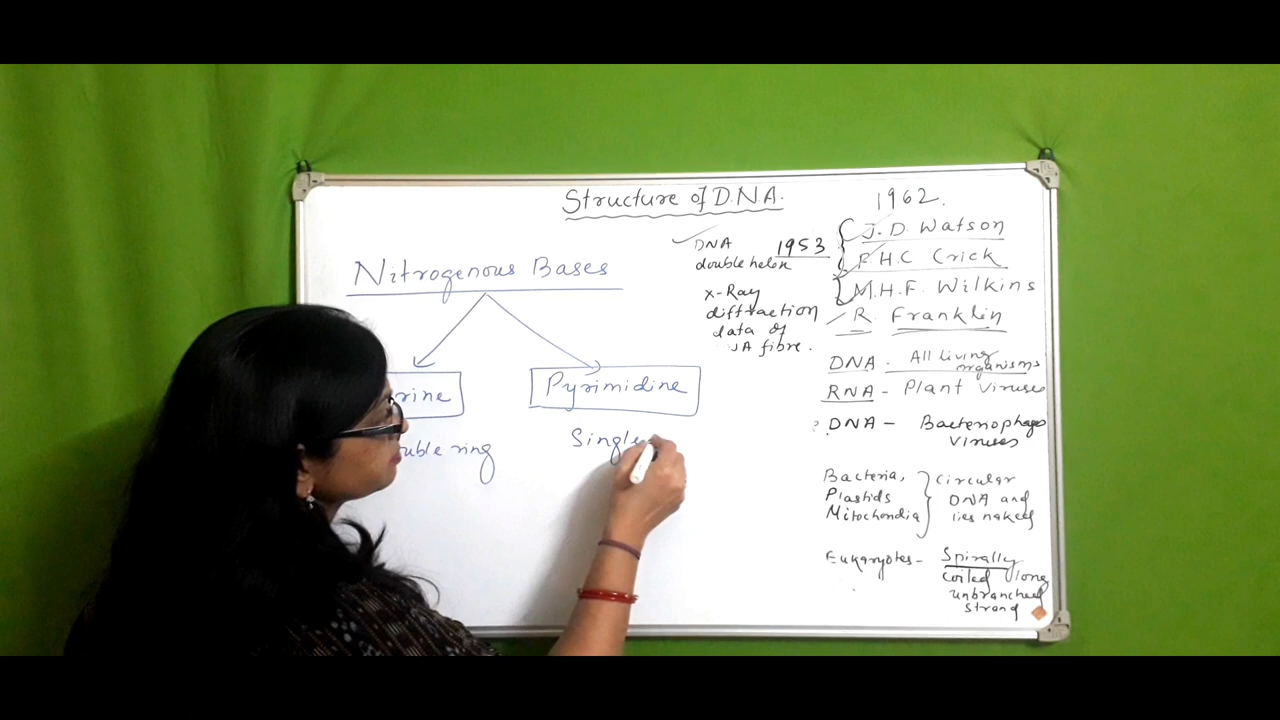 Structure of D.N.A.
1962.
Nitrogenous Bases
rine
Pyrimidine
ouble ring
Single
DNA
double helix
1953
J. D. Watson
F.H.C Crick
M.H.F. Wilkins
R. Franklin
X-Ray
diffraction
data of
fibre.
DNA - All living
organisms
RNA - Plant Viruses
? DNA - Bacteriophages
viruses
Bacteria,
Plastids
Mitochondia
Circular
DNA and
lies naked
Eukaryotes - Spirally
coiled long
unbranched
strand